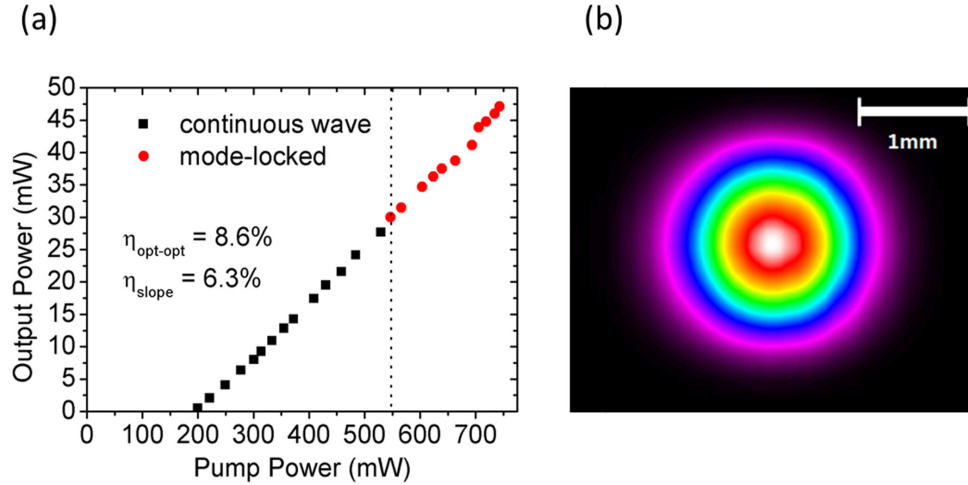 (a)
(b)
50
45
40
35
30
25
20
15
10
5
0
Output Power (mW)
continuous wave
mode-locked
ηopt-opt = 8.6%
ηslope = 6.3%
0 100 200 300 400 500 600 700
Pump Power (mW)
1mm